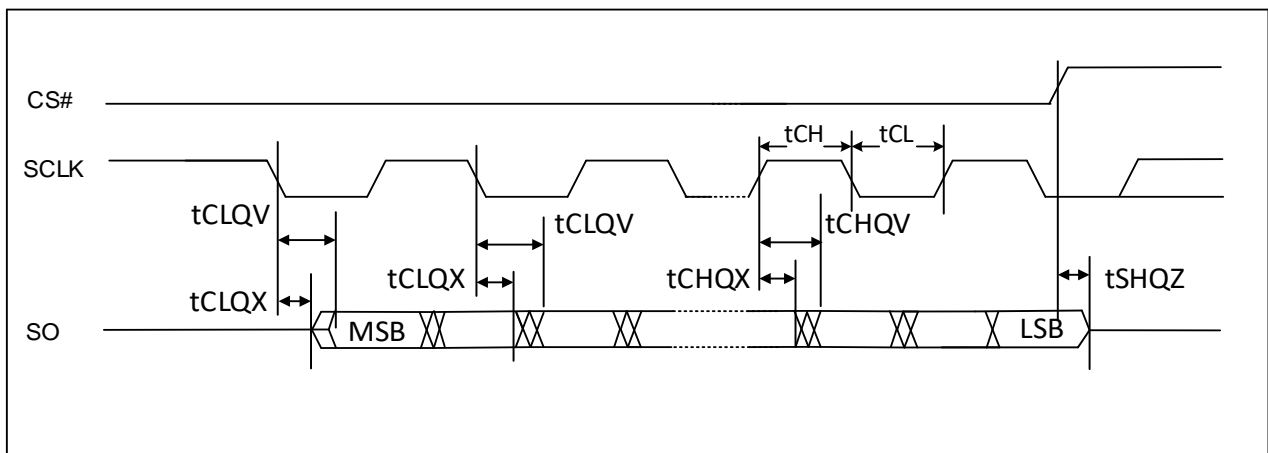 CS#
tCH tCL
SCLK
tCLQV tCLQV tCHQV
tCLQX tCLQX tCHQX tSHQZ
SO MSB LSB